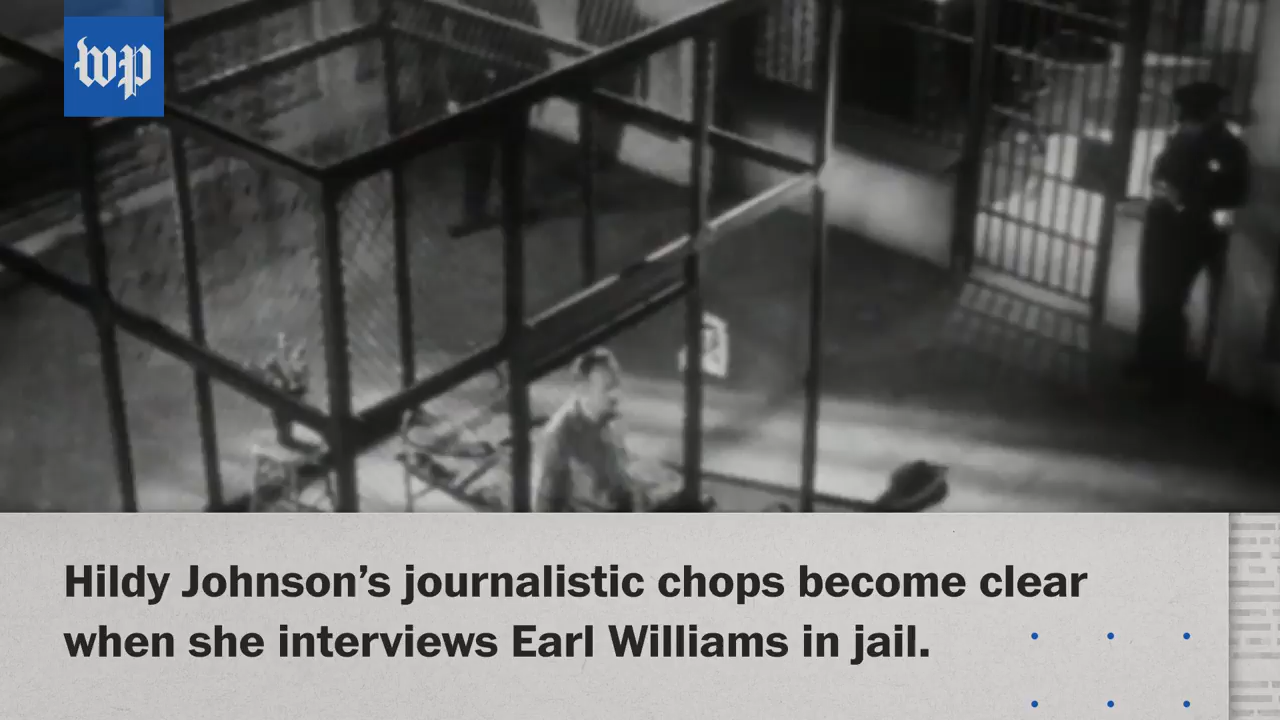 wp
Hildy Johnson’s journalistic chops become clear
when she interviews Earl Williams in jail.